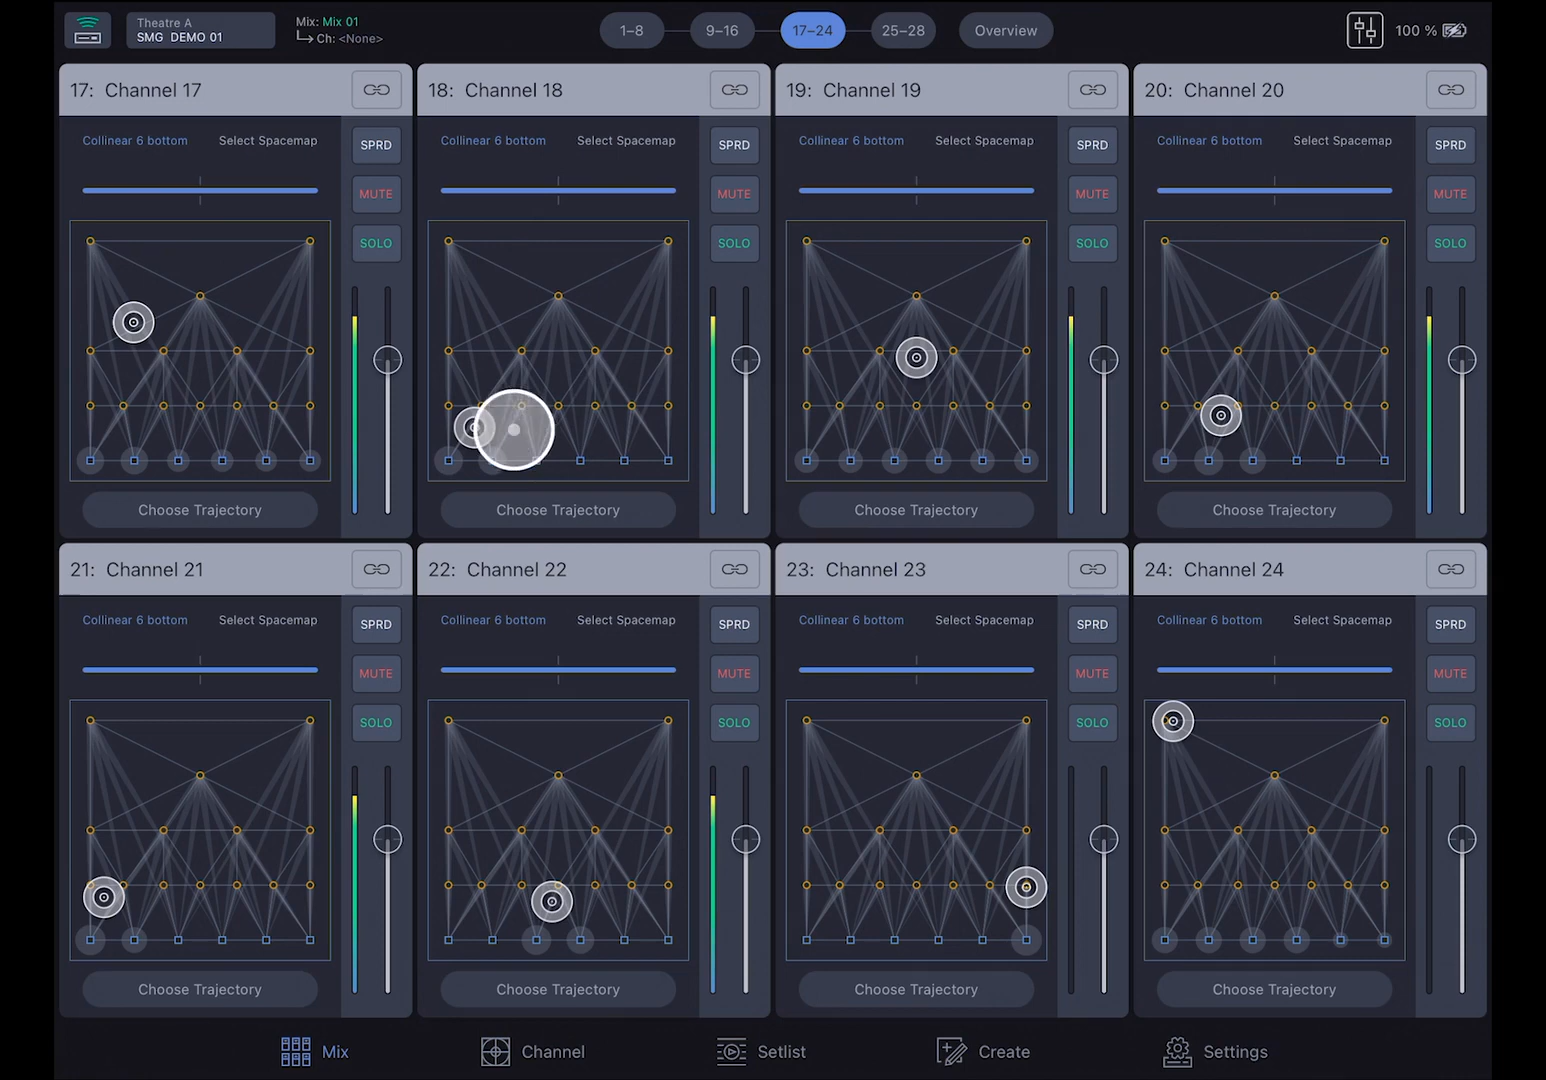 Theatre A
SMG DEMO 01
Mix: Mix 01
Ch: <None>
1–8
9–16
17–24
25–28
Overview
100 %
17: Channel 17
18: Channel 18
19: Channel 19
20: Channel 20
Collinear 6 bottom Select Spacemap SPRD
Collinear 6 bottom Select Spacemap SPRD
Collinear 6 bottom Select Spacemap SPRD
Collinear 6 bottom Select Spacemap SPRD
MUTE
MUTE
MUTE
MUTE
SOLO
SOLO
SOLO
SOLO
Choose Trajectory
Choose Trajectory
Choose Trajectory
Choose Trajectory
21: Channel 21
22: Channel 22
23: Channel 23
24: Channel 24
Collinear 6 bottom Select Spacemap SPRD
Collinear 6 bottom Select Spacemap SPRD
Collinear 6 bottom Select Spacemap SPRD
Collinear 6 bottom Select Spacemap SPRD
MUTE
MUTE
MUTE
MUTE
SOLO
SOLO
SOLO
SOLO
Choose Trajectory
Choose Trajectory
Choose Trajectory
Choose Trajectory
Mix
Channel
Setlist
Create
Settings